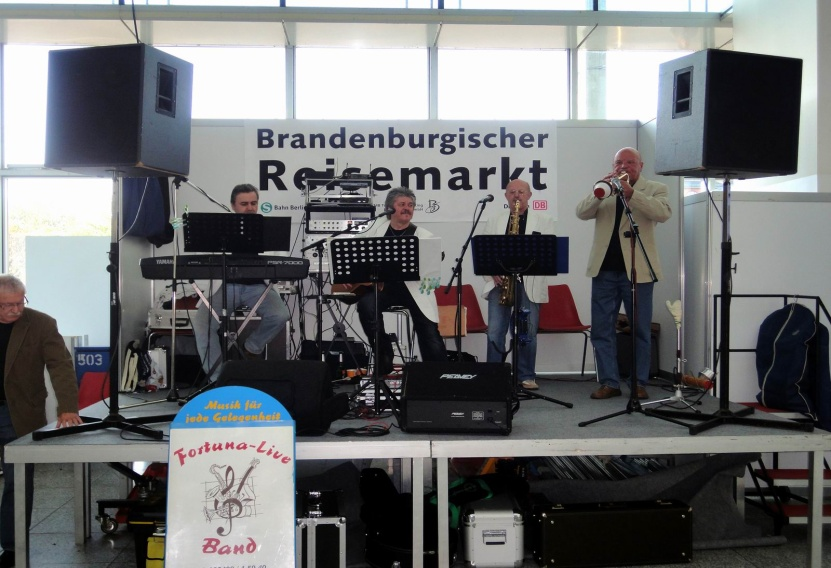 Brandenburgischer
Reisemarkt
DB
YAMAHA
PSR-7000
503
PEAVEY
Musik für
jede Gelegenheit
Fortuna-Live
Band